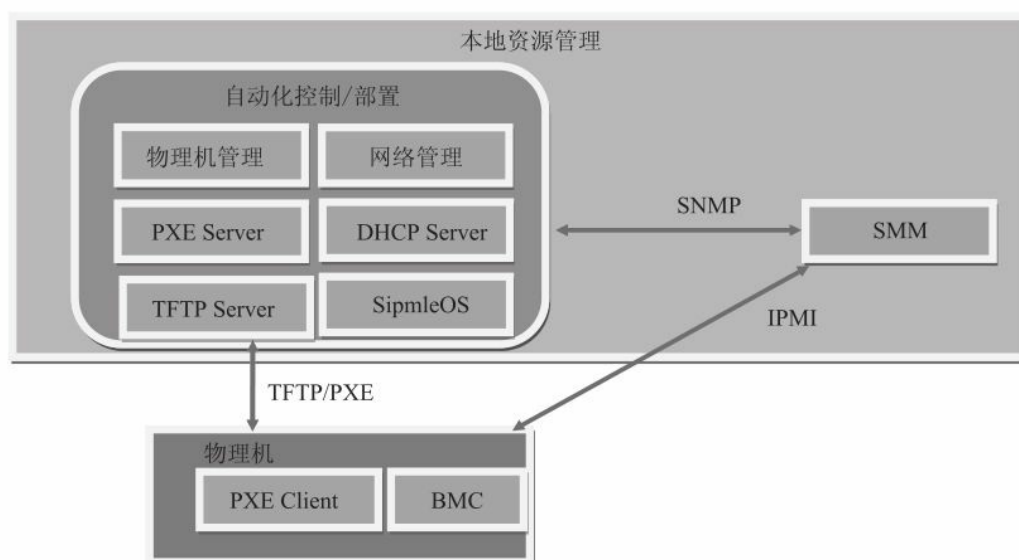 本地资源管理
自动化控制/部置
物理机管理
网络管理
PXE Server
DHCP Server
TFTP Server
SipmleOS
SNMP
SMM
IPMI
TFTP/PXE
物理机
PXE Client
BMC